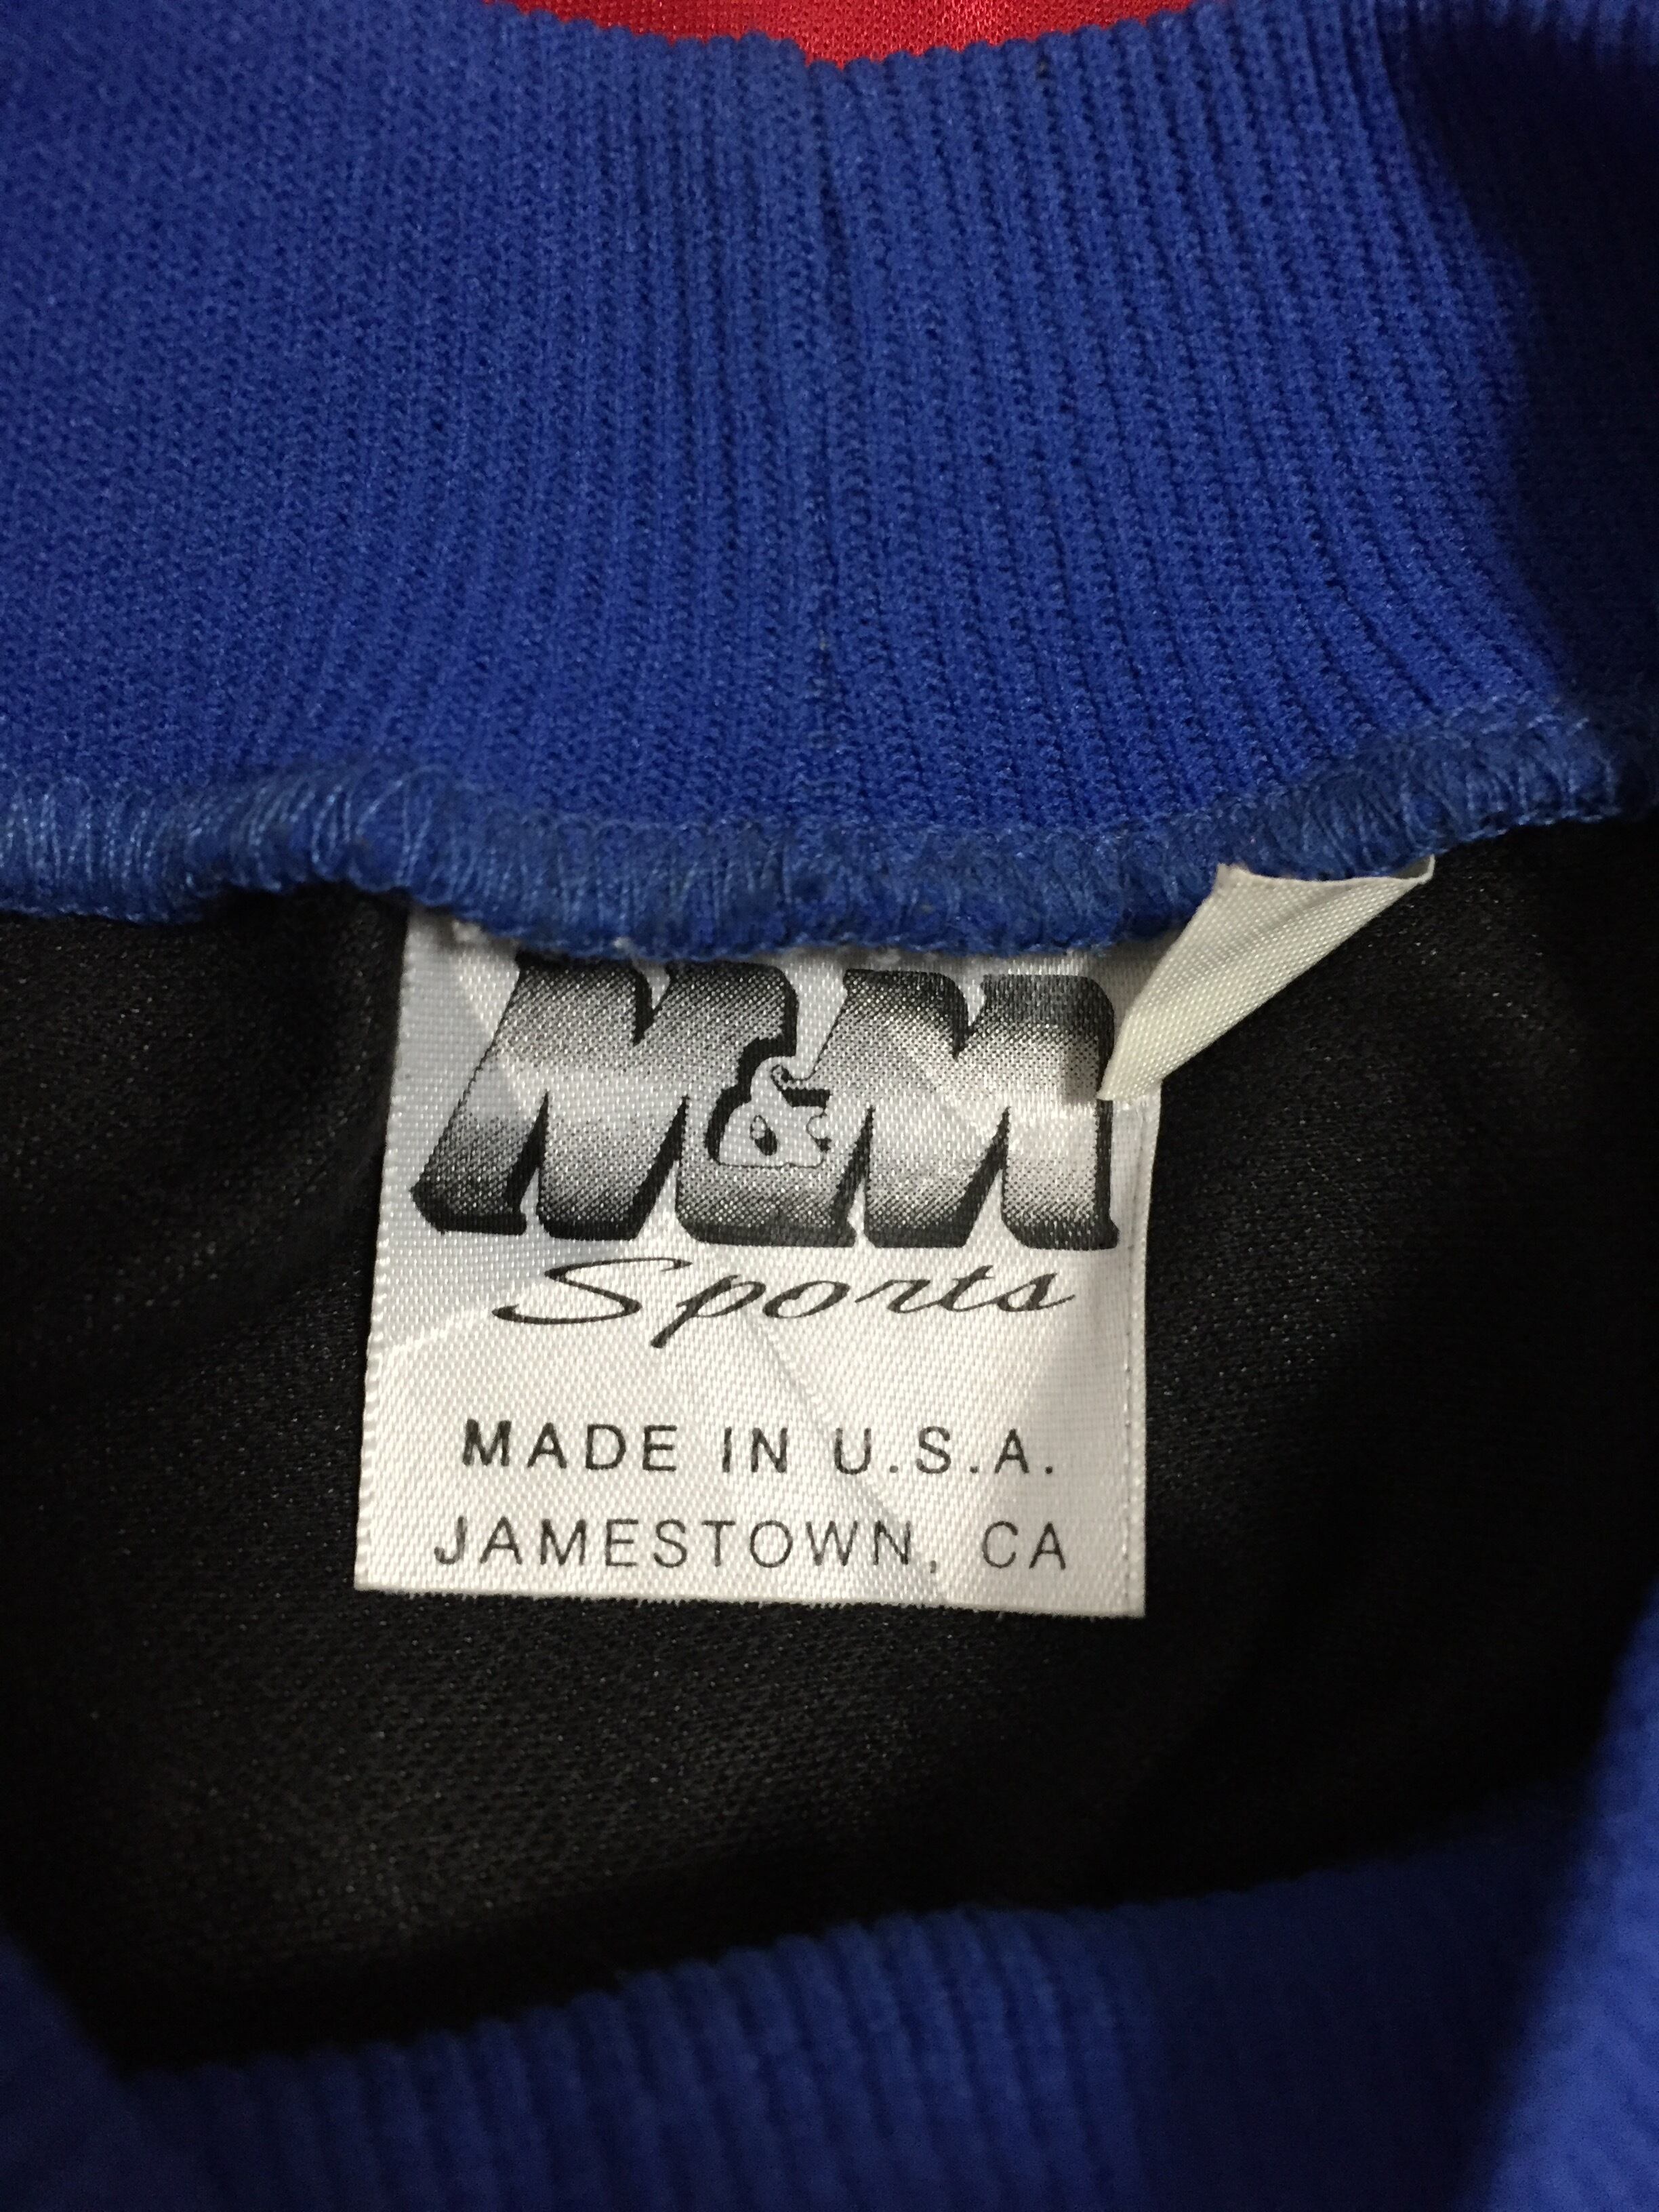 M&M
Sports
MADE IN U.S.A.
JAMESTOWN, CA